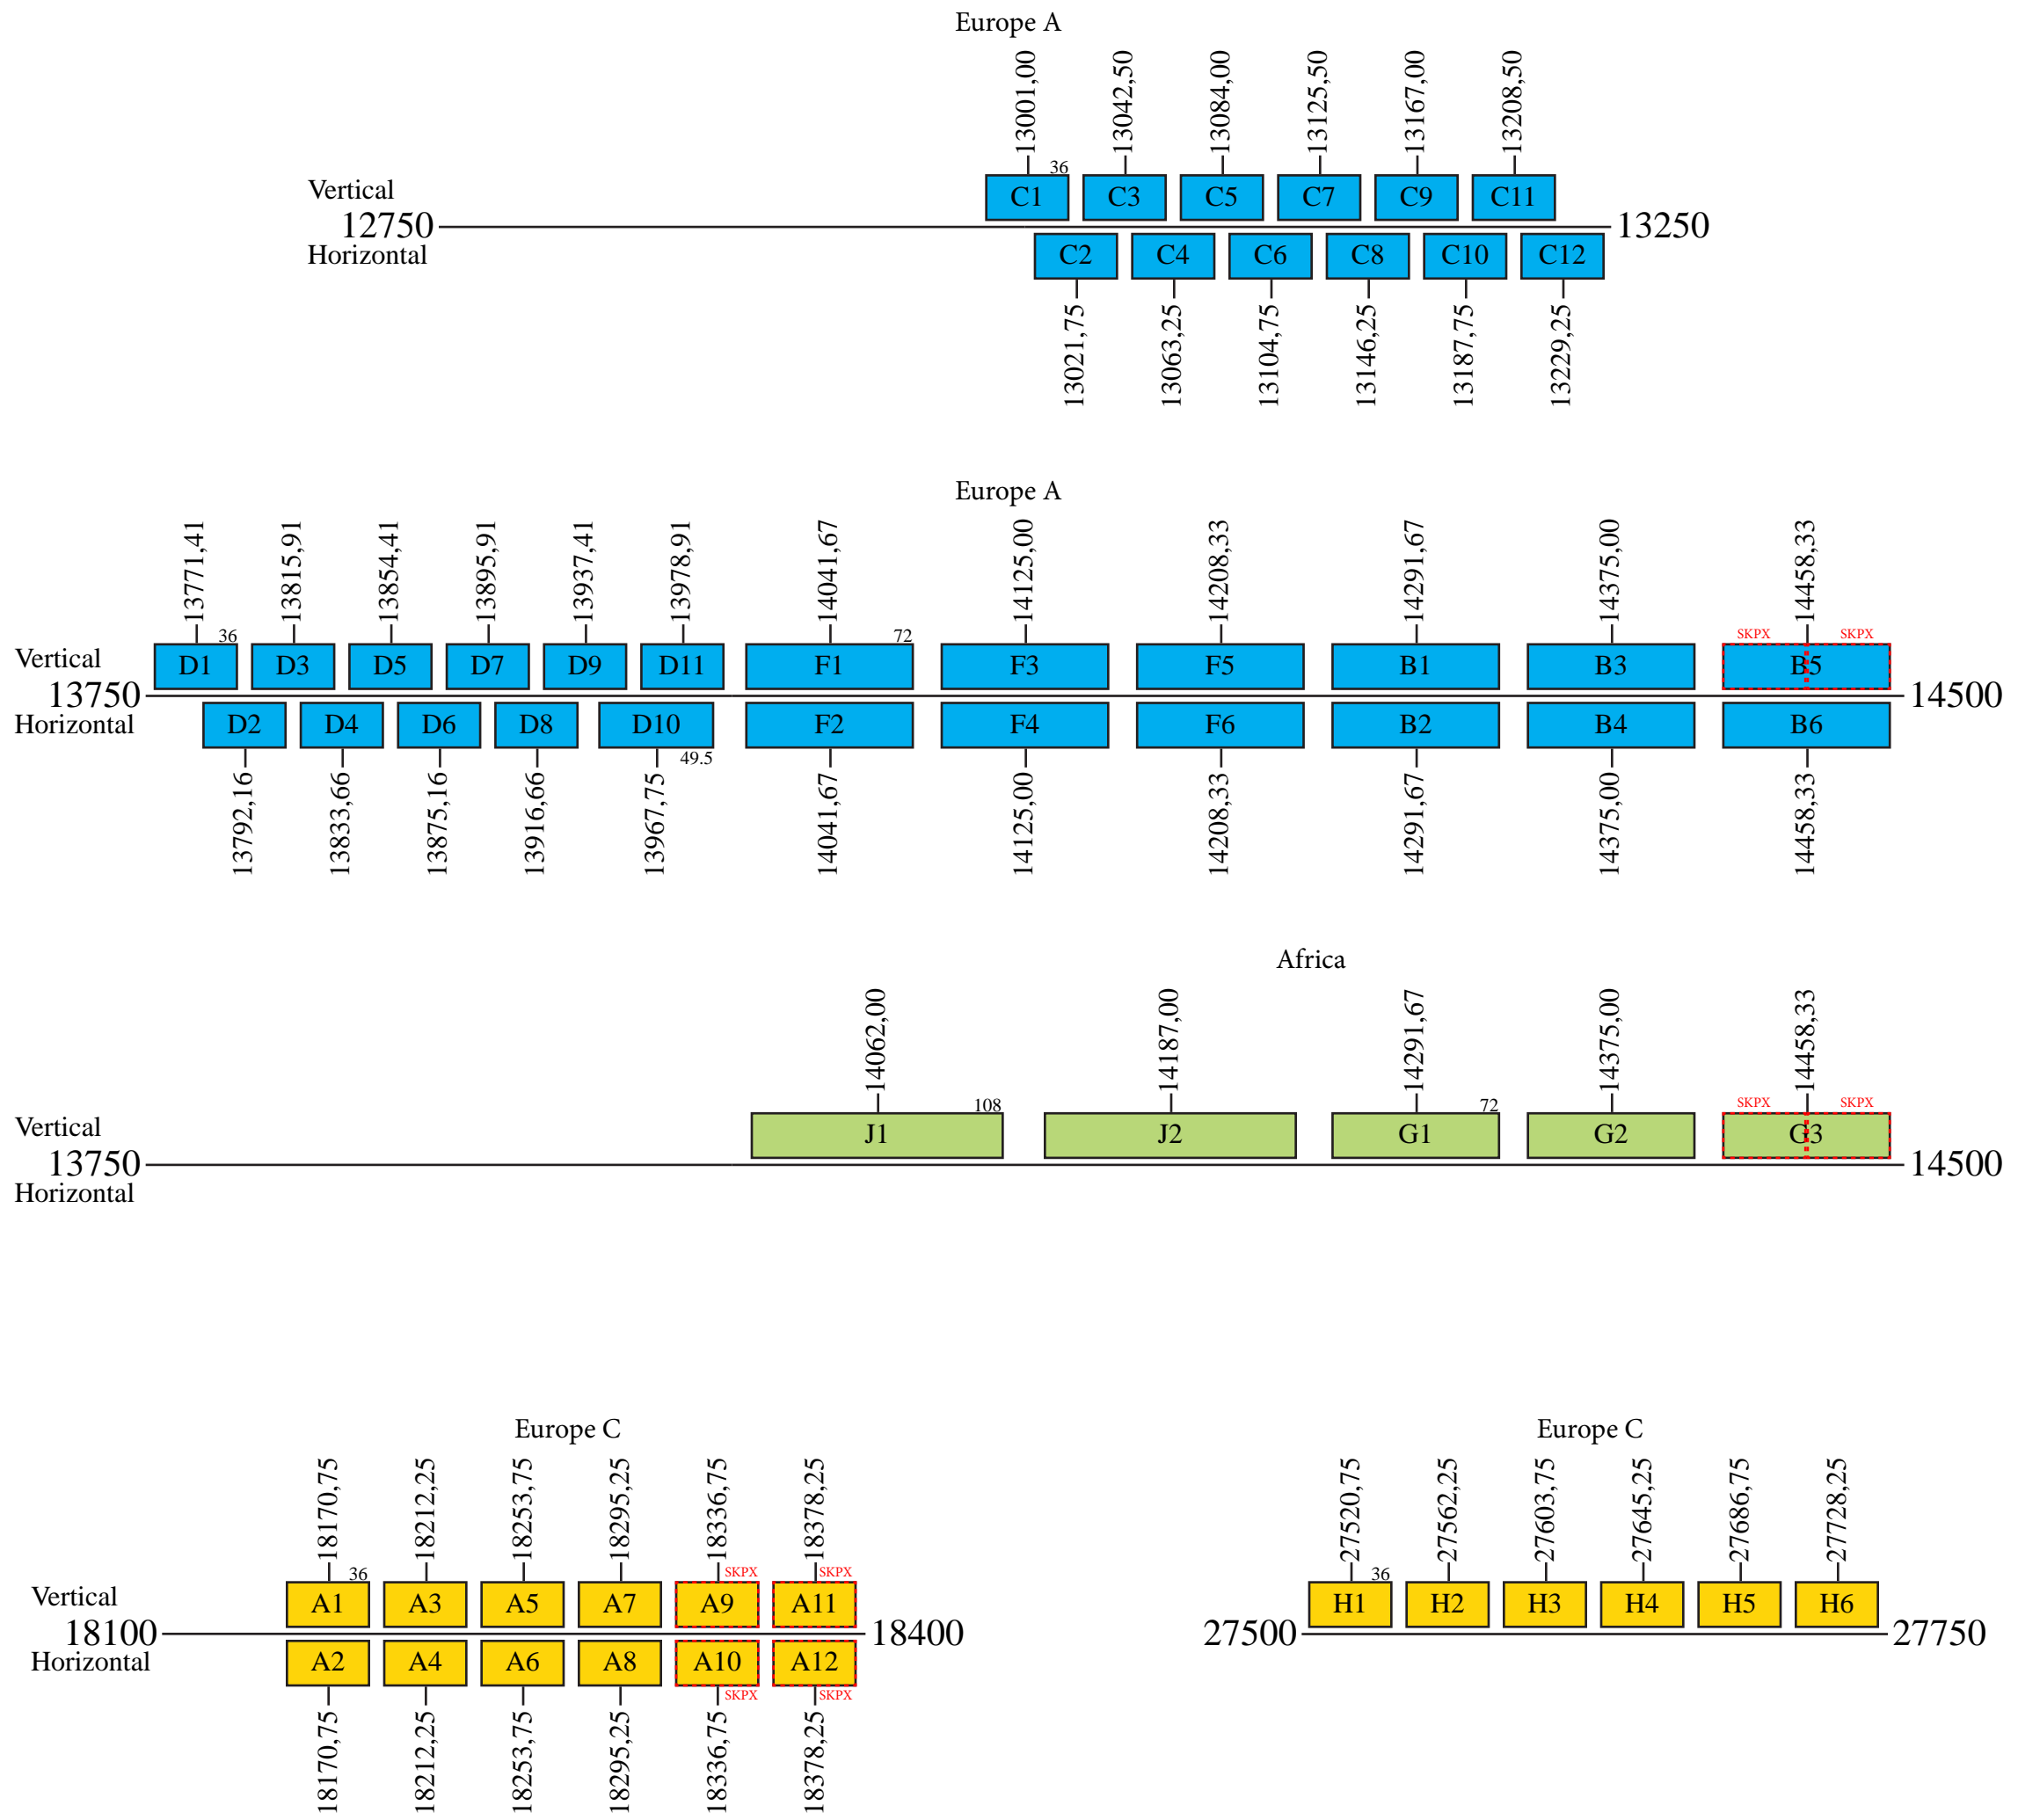 Europe A
13001,00 13042,50 13084,00 13125,50 13167,00 13208,50
36
Vertical C1 C3 C5 C7 C9 C11
12750 13250
Horizontal C2 C4 C6 C8 C10 C12
13021,75 13063,25 13104,75 13146,25 13187,75 13229,25
Europe A
13771,41 13815,91 13854,41 13895,91 13937,41 13978,91 14041,67 14125,00 14208,33 14291,67 14375,00 14458,33
36 72 SKPX SKPX
Vertical D1 D3 D5 D7 D9 D11 F1 F3 F5 B1 B3 B5
13750 14500
Horizontal D2 D4 D6 D8 D10 F2 F4 F6 B2 B4 B6
49.5
13792,16 13833,66 13875,16 13916,66 13967,75 14041,67 14125,00 14208,33 14291,67 14375,00 14458,33
Africa
14062,00 14187,00 14291,67 14375,00 14458,33
108 72 SKPX SKPX
Vertical J1 J2 G1 G2 G3
13750 14500
Horizontal
Europe C
18170,75 18212,25 18253,75 18295,25 18336,75 18378,25
36 SKPX SKPX
Vertical A1 A3 A5 A7 A9 A11
18100 18400
Horizontal A2 A4 A6 A8 A10 A12
SKPX SKPX
18170,75 18212,25 18253,75 18295,25 18336,75 18378,25
Europe C
27520,75 27562,25 27603,75 27645,25 27686,75 27728,25
36
H1 H2 H3 H4 H5 H6
27500 27750